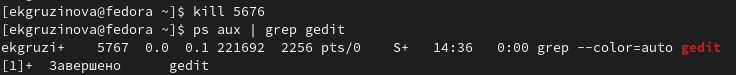 [ekgruzinova@fedora ~]$ kill 5676
[ekgruzinova@fedora ~]$ ps aux | grep gedit
ekgruzi+    5767  0.0  0.1 221692  2256 pts/0    S+   14:36   0:00 grep --color=auto gedit
[1]+  Завершено      gedit